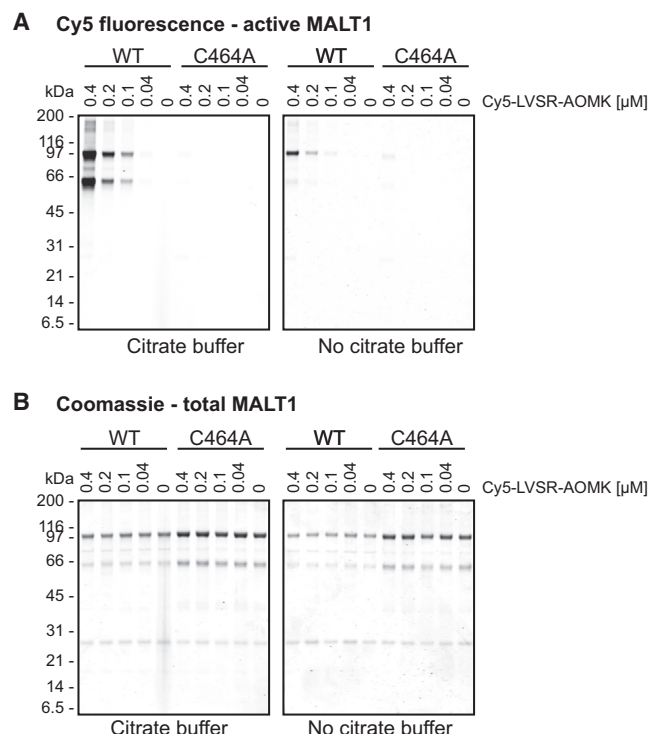 A Cy5 fluorescence - active MALT1
WT C464A WT C464A
kDa 0.4 0.2 0.1 0.04 0 0.4 0.2 0.1 0.04 0 0.4 0.2 0.1 0.04 0 0.4 0.2 0.1 0.04 0 Cy5-LVSR-AOMK [µM]
200 -
116 -
97 -
66 -
45 -
31 -
21 -
14 -
6.5 -
Citrate buffer No citrate buffer
B Coomassie - total MALT1
WT C464A WT C464A
kDa 0.4 0.2 0.1 0.04 0 0.4 0.2 0.1 0.04 0 0.4 0.2 0.1 0.04 0 0.4 0.2 0.1 0.04 0 Cy5-LVSR-AOMK [µM]
200 -
116 -
97 -
66 -
45 -
31 -
21 -
14 -
6.5 -
Citrate buffer No citrate buffer